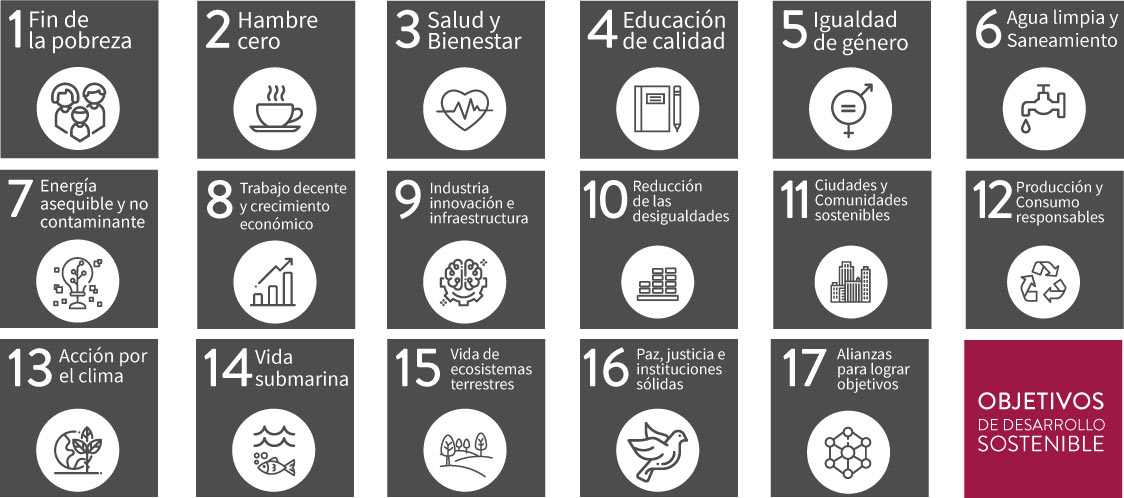 1 Fin de
la pobreza
2 Hambre
cero
3 Salud y
Bienestar
4 Educación
de calidad
5 Igualdad
de género
6 Agua limpia y
Saneamiento
7 Energía
asequible y no
contaminante
8 Trabajo decente
y crecimiento
económico
9 Industria
innovación e
infraestructura
10 Reducción
de las
desigualdades
11 Ciudades y
Comunidades
sostenibles
12 Producción y
Consumo
responsables
13 Acción por
el clima
14 Vida
submarina
15 Vida de
ecosistemas
terrestres
16 Paz, justicia e
instituciones
sólidas
17 Alianzas
para lograr
objetivos
OBJETIVOS
DE DESARROLLO
SOSTENIBLE